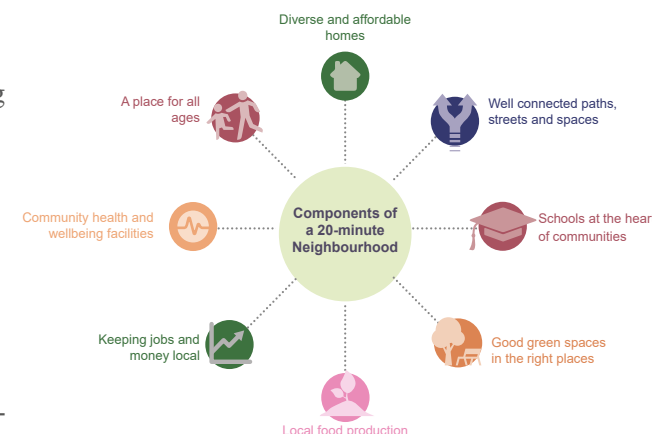 Diverse and affordable
homes
g
A place for all
ages
Well connected paths,
streets and spaces
Components of
a 20-minute
Neighbourhood
Community health and
wellbeing facilities
Schools at the hear
of communities
Keeping jobs and
money local
Good green spaces
in the right places
Local food production